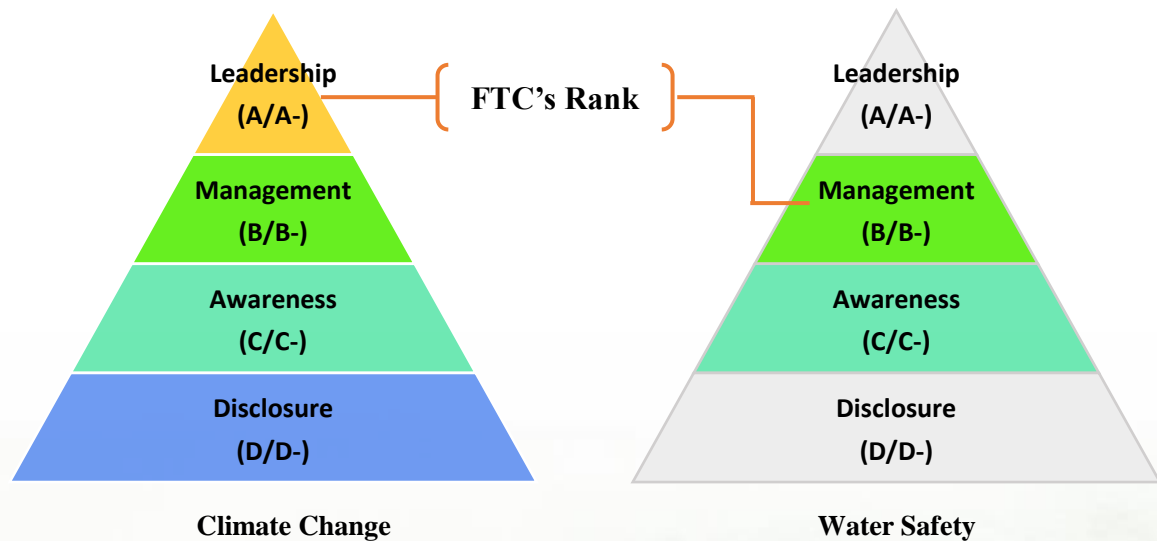 Leadership
(A/A-)
Management
(B/B-)
Awareness
(C/C-)
Disclosure
(D/D-)
Climate Change
FTC’s Rank
Leadership
(A/A-)
Management
(B/B-)
Awareness
(C/C-)
Disclosure
(D/D-)
Water Safety